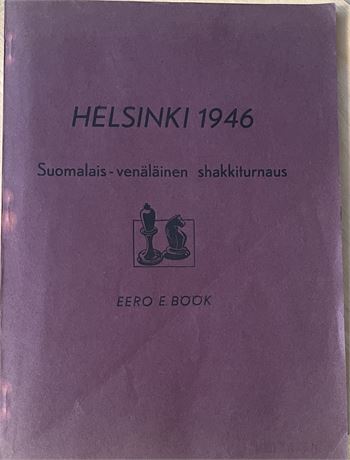 HELSINKI 1946
Suomalais - venäläinen shakkiturnaus
EERO E. BÖÖK